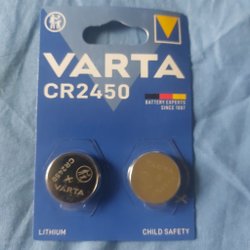 VARTA
CR2450
BATTERY EXPERTS
SINCE 1887
CR2450
VARTA
LITHIUM
CHILD SAFETY